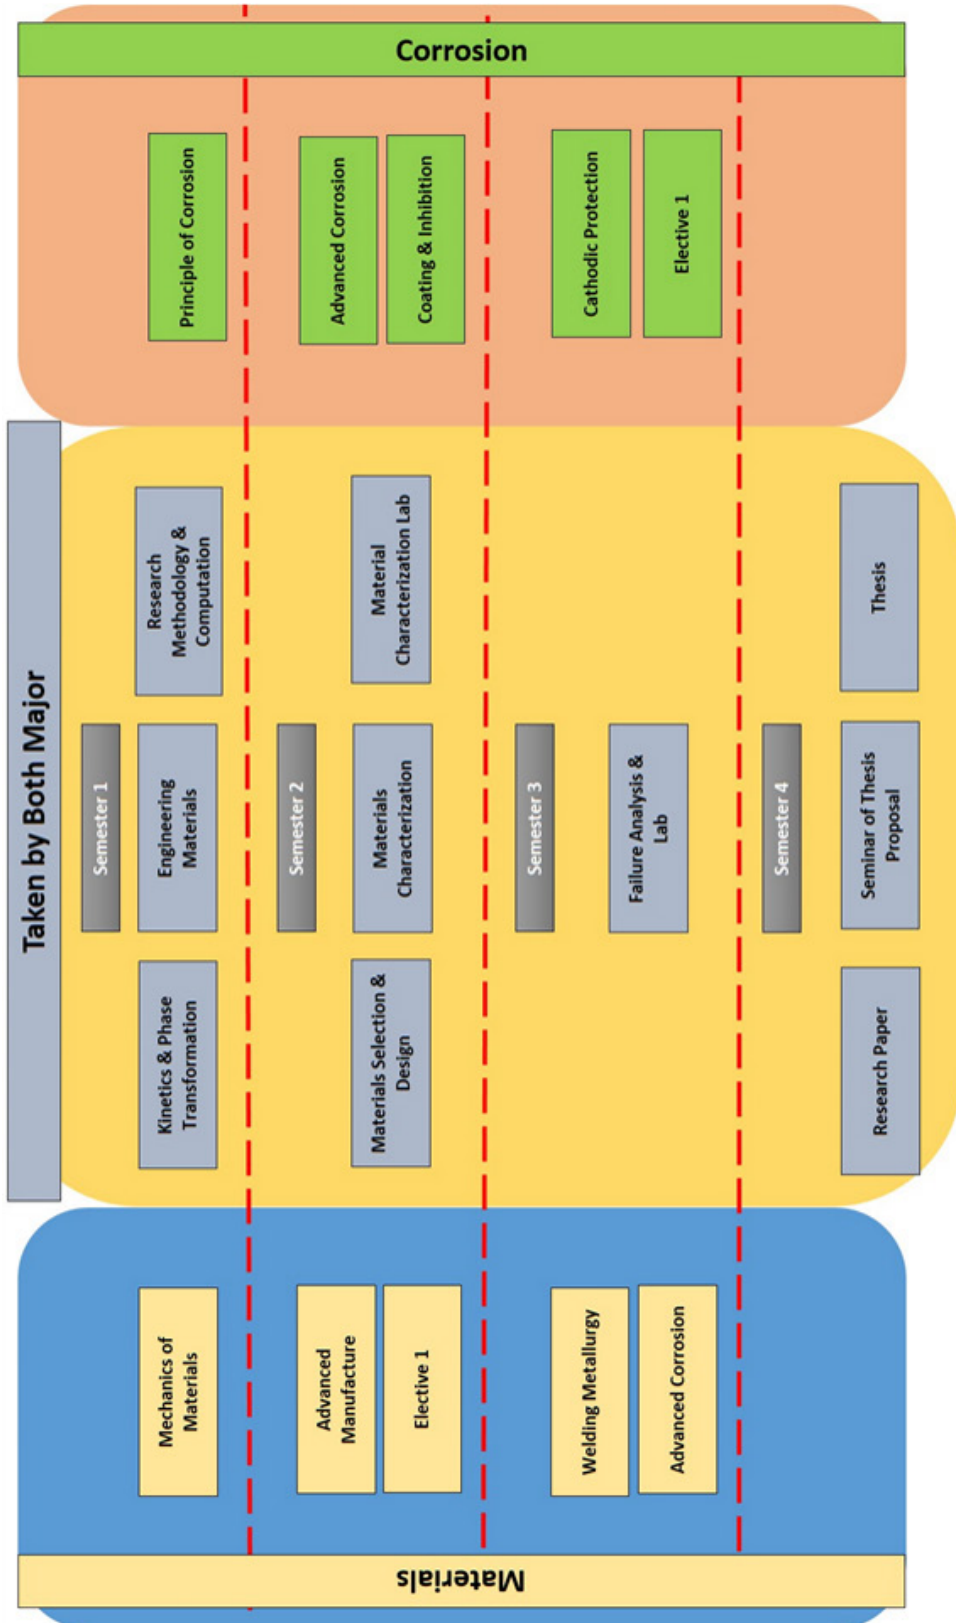 Taken by Both Major
Materials
Corrosion
Semester 1
Mechanics of
Materials
Kinetics & Phase
Transformation
Engineering
Materials
Research
Methodology &
Computation
Principle of Corrosion
Semester 2
Advanced
Manufacture
Elective 1
Materials Selection &
Design
Materials
Characterization
Material
Characterization Lab
Advanced Corrosion
Coating & Inhibition
Semester 3
Welding Metallurgy
Advanced Corrosion
Failure Analysis &
Lab
Cathodic Protection
Elective 1
Semester 4
Research Paper
Seminar of Thesis
Proposal
Thesis